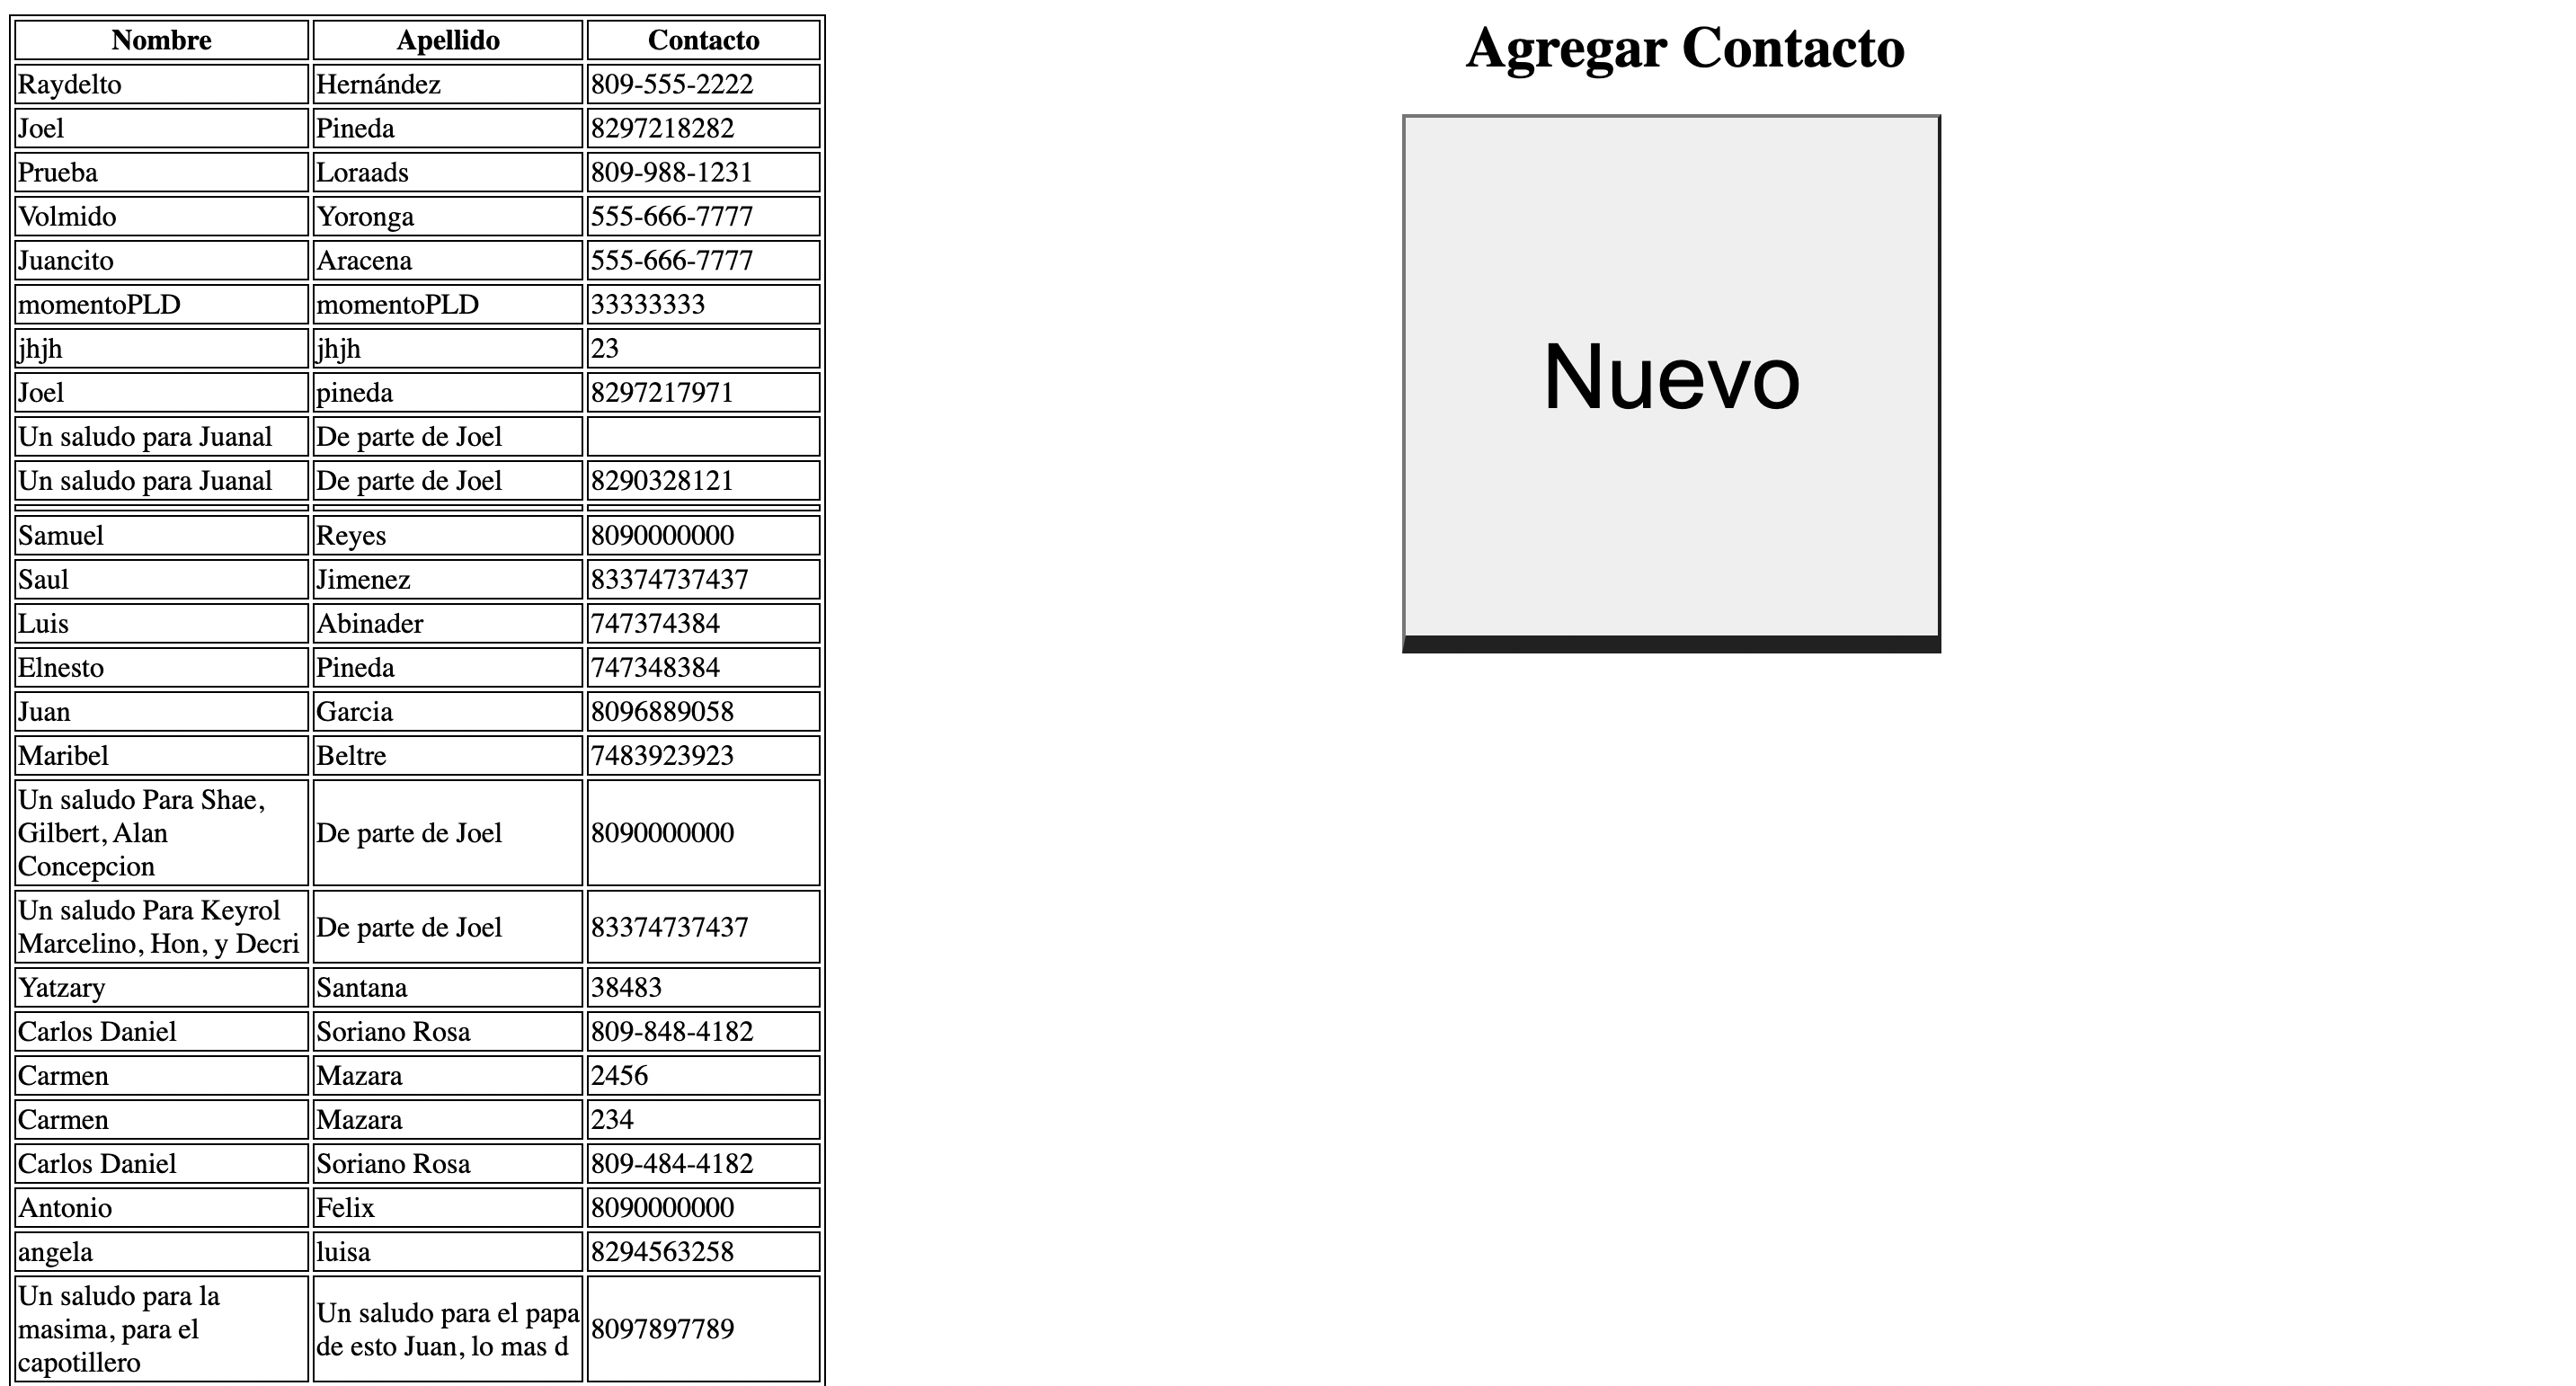 Nombre Apellido Contacto
Raydelto Hernández 809-555-2222
Joel Pineda 8297218282
Prueba Loraads 809-988-1231
Volmido Yoronga 555-666-7777
Juancito Aracena 555-666-7777
momentoPLD momentoPLD 33333333
jhjh jhjh 23
Joel pineda 8297217971
Un saludo para Juanal De parte de Joel
Un saludo para Juanal De parte de Joel 8290328121
Samuel Reyes 8090000000
Saul Jimenez 83374737437
Luis Abinader 747374384
Elnesto Pineda 747348384
Juan Garcia 8096889058
Maribel Beltre 7483923923
Un saludo Para Shae,
Gilbert, Alan
Concepcion
De parte de Joel
8090000000
Un saludo Para Keyrol
Marcelino, Hon, y Decri
De parte de Joel
83374737437
Yatzary Santana 38483
Carlos Daniel Soriano Rosa 809-848-4182
Carmen Mazara 2456
Carmen Mazara 234
Carlos Daniel Soriano Rosa 809-484-4182
Antonio Felix 8090000000
angela luisa 8294563258
Un saludo para la
masima, para el
capotillero
Un saludo para el papa
de esto Juan, lo mas d
8097897789
Agregar Contacto
Nuevo